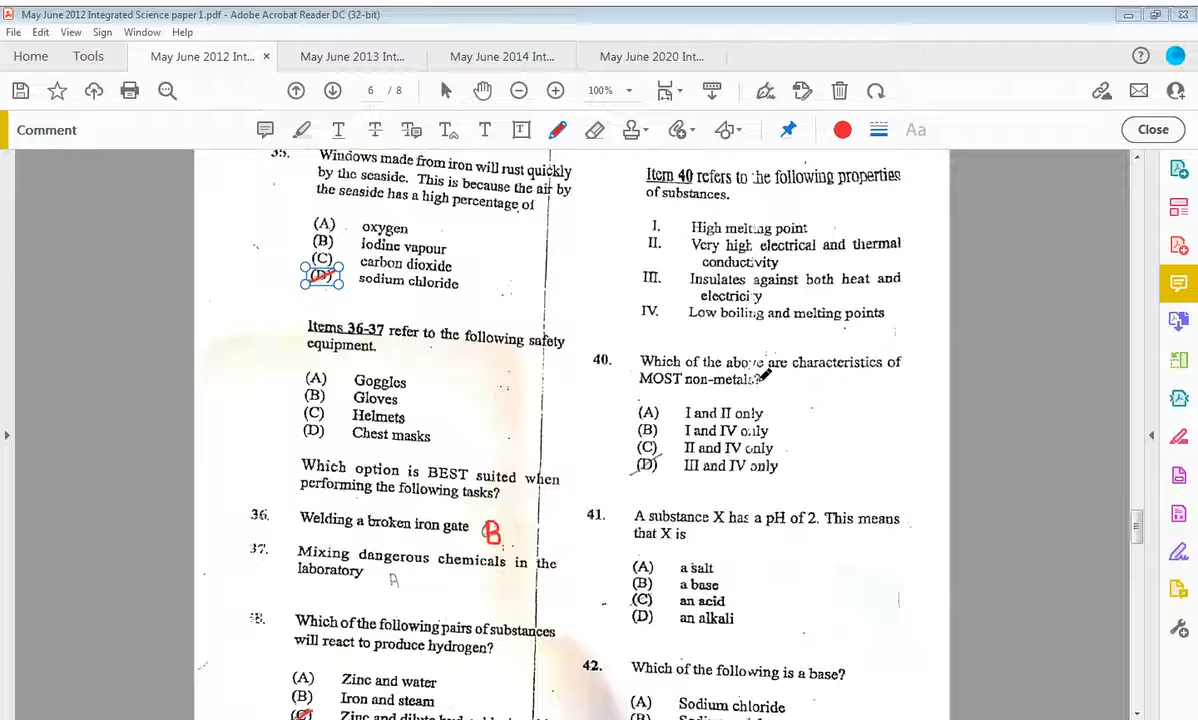 May June 2012 Integrated Science paper 1.pdf - Adobe Acrobat Reader DC (32-bit)
File Edit View Sign Window Help
Home Tools May June 2012 Int... × May June 2013 Int... May June 2014 Int... May June 2020 Int...
6 / 8 100%
Comment Close
35. Windows made from iron will rust quickly
by the seaside. This is because the air by
the seaside has a high percentage of
(A) oxygen
(B) Iodine vapour
(C) carbon dioxide
(D) sodium chloride
Items 36-37 refer to the following safety
equipment.
(A) Goggles
(B) Gloves
(C) Helmets
(D) Chest masks
Which option is BEST suited when
performing the following tasks?
36. Welding a broken iron gate B
37. Mixing dangerous chemicals in the
laboratory A
38. Which of the following pairs of substances
will react to produce hydrogen?
(A) Zinc and water
(B) Iron and steam
(C)
Item 40 refers to the following properties
of substances.
I. High melting point
II. Very high electrical and thermal
conductivity
III. Insulates against both heat and
electricity
IV. Low boiling and melting points
40. Which of the above are characteristics of
MOST non-metals?
(A) I and II only
(B) I and IV only
(C) II and IV only
(D) III and IV only
41. A substance X has a pH of 2. This means
that X is
(A) a salt
(B) a base
(C) an acid
(D) an alkali
42. Which of the following is a base?
(A) Sodium chloride